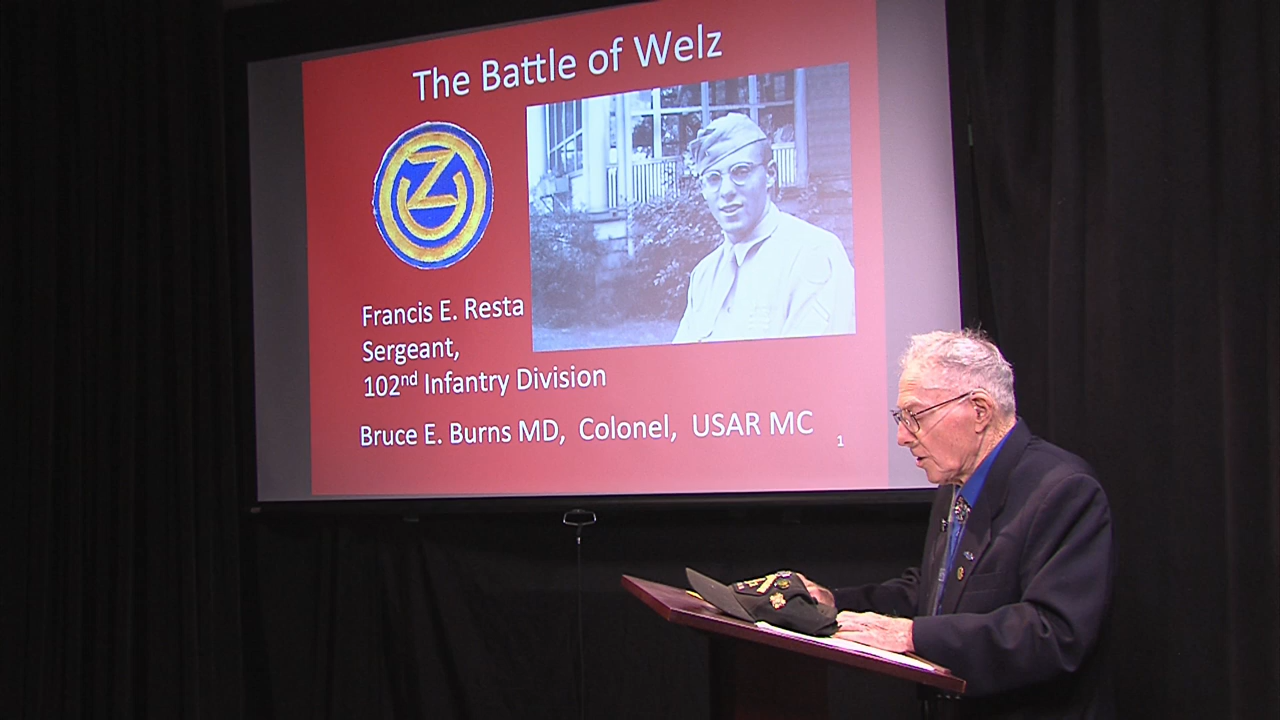 The Battle of Welz
Francis E. Resta
Sergeant,
102nd Infantry Division
Bruce E. Burns MD, Colonel, USAR MC
1